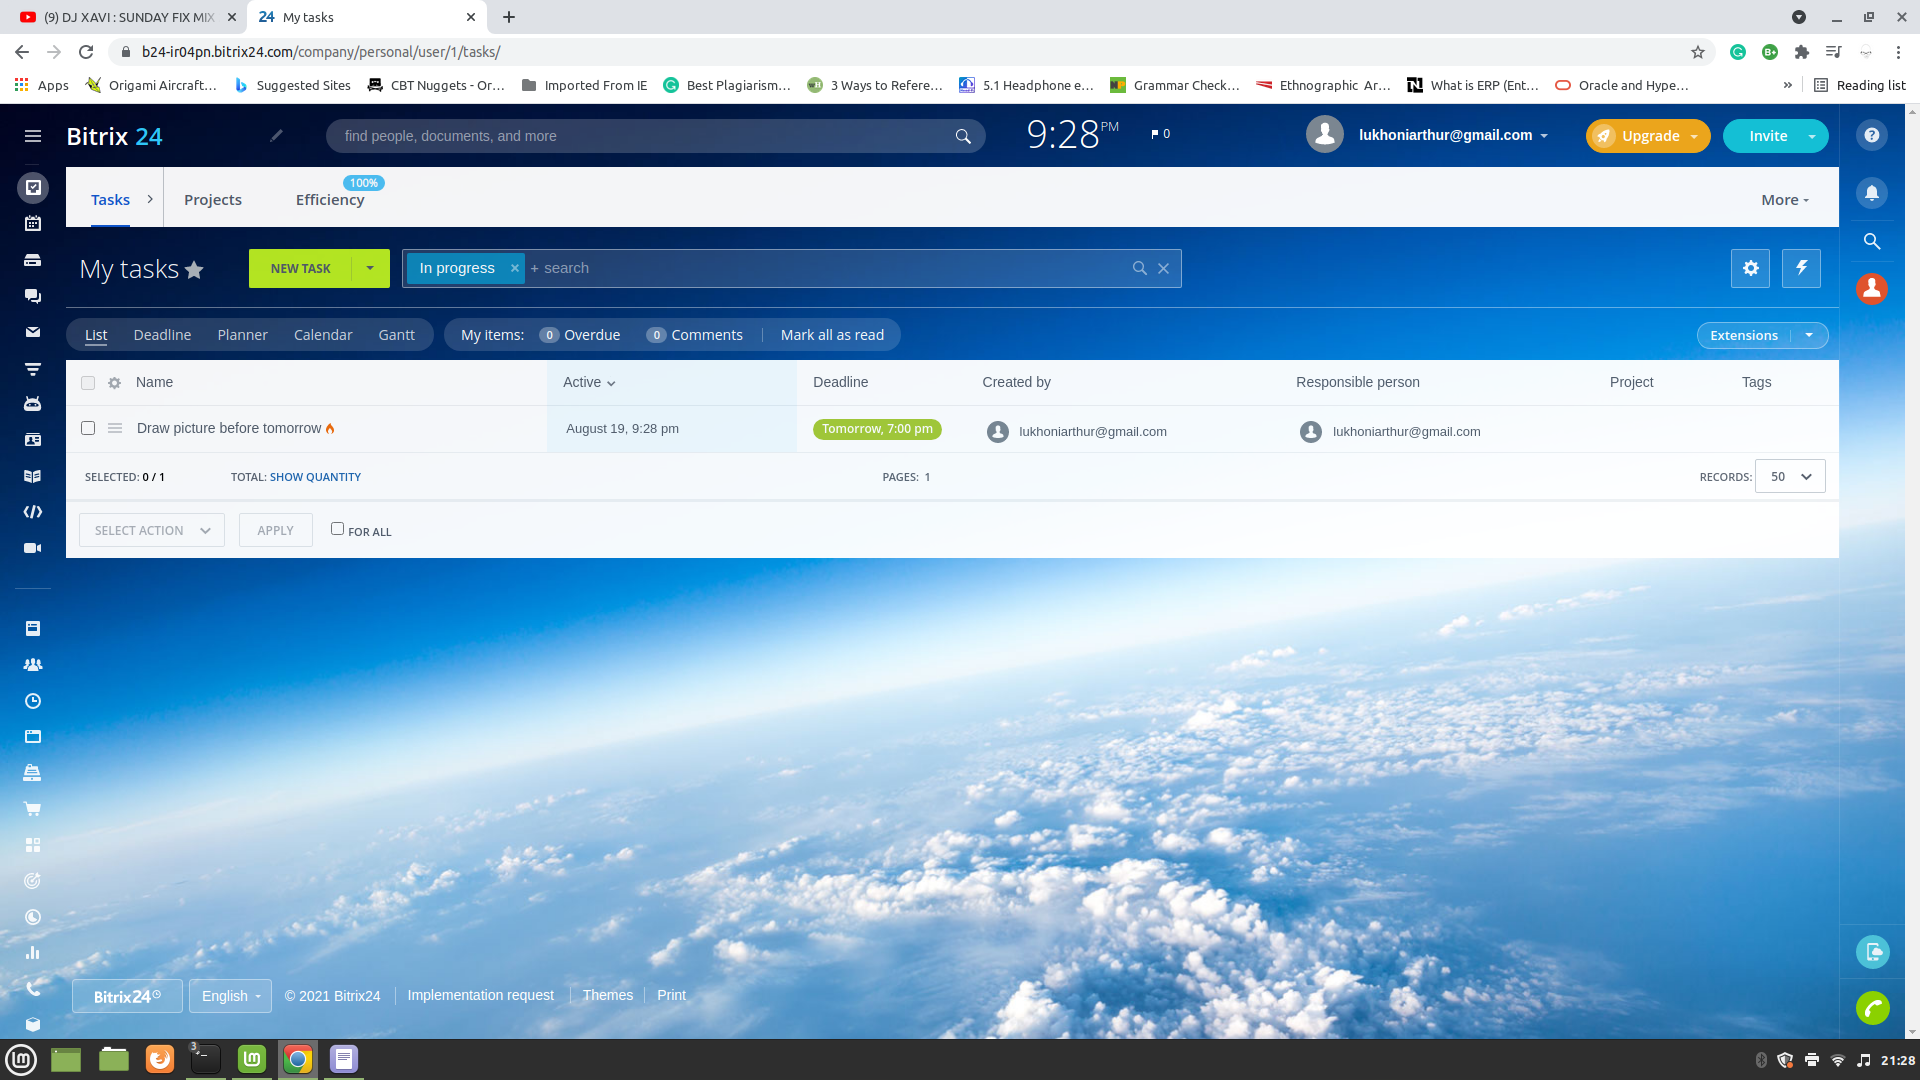 (9) DJ XAVI : SUNDAY FIX MIX
24 My tasks
b24-ir04pn.bitrix24.com/company/personal/user/1/tasks/
Apps Origami Aircraft… Suggested Sites CBT Nuggets - Or… Imported From IE Best Plagiarism… 3 Ways to Refere… 5.1 Headphone e… Grammar Check… Ethnographic Ar… What is ERP (Ent… Oracle and Hype… » Reading list
Bitrix 24 find people, documents, and more 9:28 PM 0 lukhoniarthur@gmail.com Upgrade Invite
100%
Tasks Projects Efficiency More
My tasks NEW TASK In progress × + search
List Deadline Planner Calendar Gantt My items: 0 Overdue 0 Comments Mark all as read Extensions
Name Active Deadline Created by Responsible person Project Tags
Draw picture before tomorrow August 19, 9:28 pm Tomorrow, 7:00 pm lukhoniarthur@gmail.com lukhoniarthur@gmail.com
SELECTED: 0 / 1 TOTAL: SHOW QUANTITY PAGES: 1 RECORDS: 50
SELECT ACTION APPLY FOR ALL
Bitrix24 English © 2021 Bitrix24 Implementation request Themes Print
3
21:28